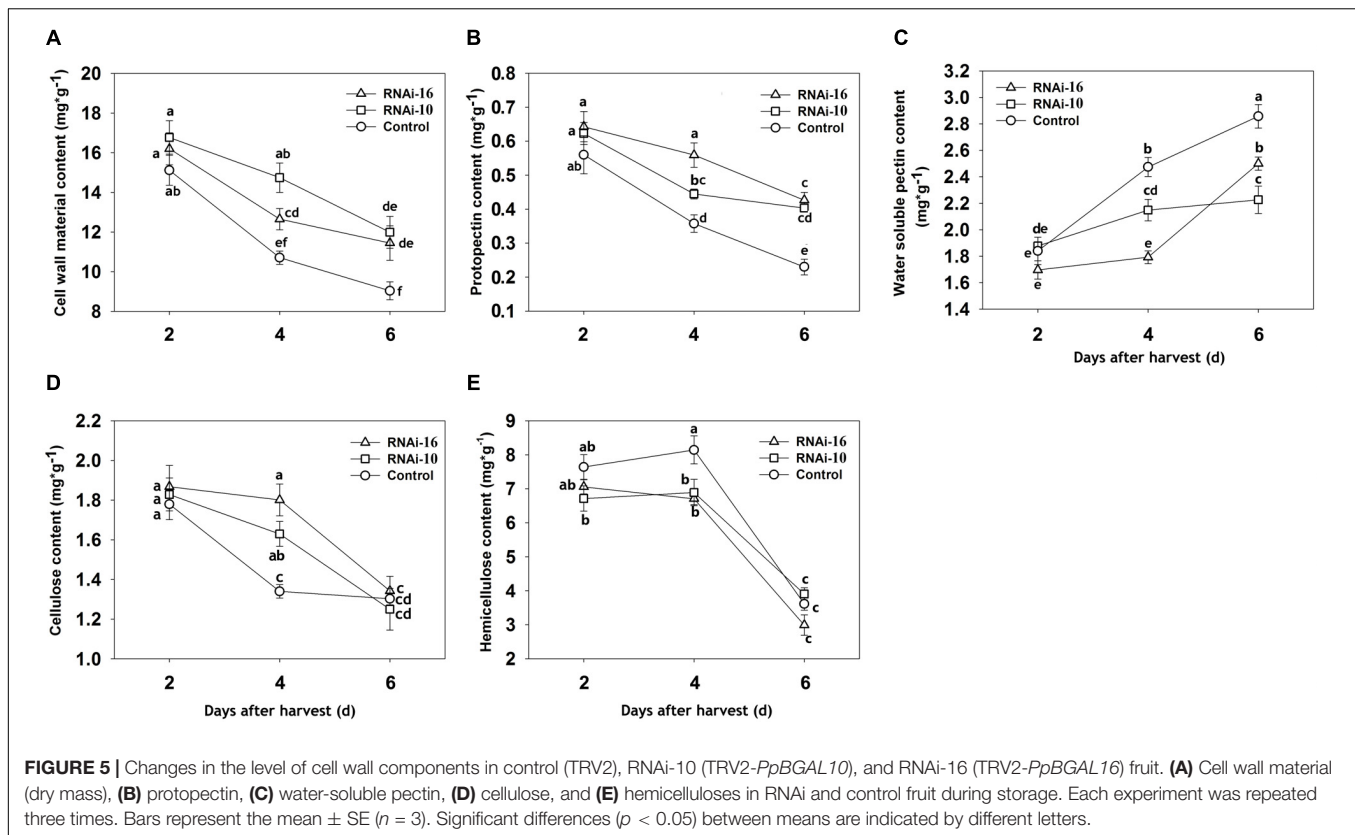 A
Cell wall material content (mg*g-1)
20
18
16
14
12
10
8
2
4
6
RNAi-16
RNAi-10
Control
a
a
ab
ab
cd
ef
de
de
f
B
Protopectin content (mg*g-1)
0.8
0.7
0.6
0.5
0.4
0.3
0.2
0.1
2
4
6
RNAi-16
RNAi-10
Control
a
a
ab
a
bc
d
c
cd
e
C
Water soluble pectin content
(mg*g-1)
3.2
3.0
2.8
2.6
2.4
2.2
2.0
1.8
1.6
1.4
2
4
6
Days after harvest (d)
RNAi-16
RNAi-10
Control
de
e
e
b
cd
e
a
b
c
D
Cellulose content (mg*g-1)
2.2
2.0
1.8
1.6
1.4
1.2
1.0
2
4
6
Days after harvest (d)
RNAi-16
RNAi-10
Control
a
a
a
a
ab
c
c
cd
cd
E
Hemicellulose content (mg*g-1)
9
8
7
6
5
4
3
2
2
4
6
Days after harvest (d)
RNAi-16
RNAi-10
Control
ab
ab
b
a
b
b
c
c
c
FIGURE 5 | Changes in the level of cell wall components in control (TRV2), RNAi-10 (TRV2-PpBGAL10), and RNAi-16 (TRV2-PpBGAL16) fruit. (A) Cell wall material
(dry mass), (B) protopectin, (C) water-soluble pectin, (D) cellulose, and (E) hemicelluloses in RNAi and control fruit during storage. Each experiment was repeated
three times. Bars represent the mean ± SE (n = 3). Significant differences (p < 0.05) between means are indicated by different letters.